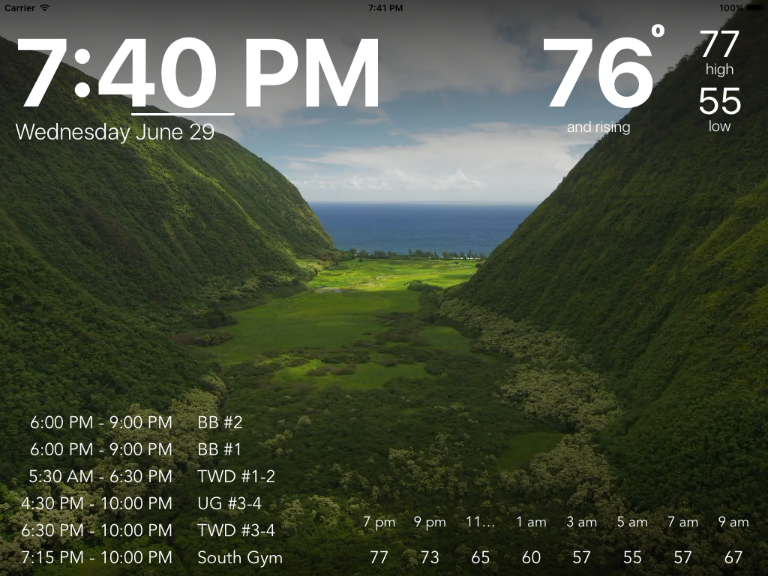 Carrier 7:41 PM 100%
7:40 PM 76° 77
high
55
Wednesday June 29 and rising low
6:00 PM - 9:00 PM BB #2
6:00 PM - 9:00 PM BB #1
5:30 AM - 6:30 PM TWD #1-2
4:30 PM - 10:00 PM UG #3-4
6:30 PM - 10:00 PM TWD #3-4
7:15 PM - 10:00 PM South Gym
7 pm 9 pm 11... 1 am 3 am 5 am 7 am 9 am
77 73 65 60 57 55 57 67